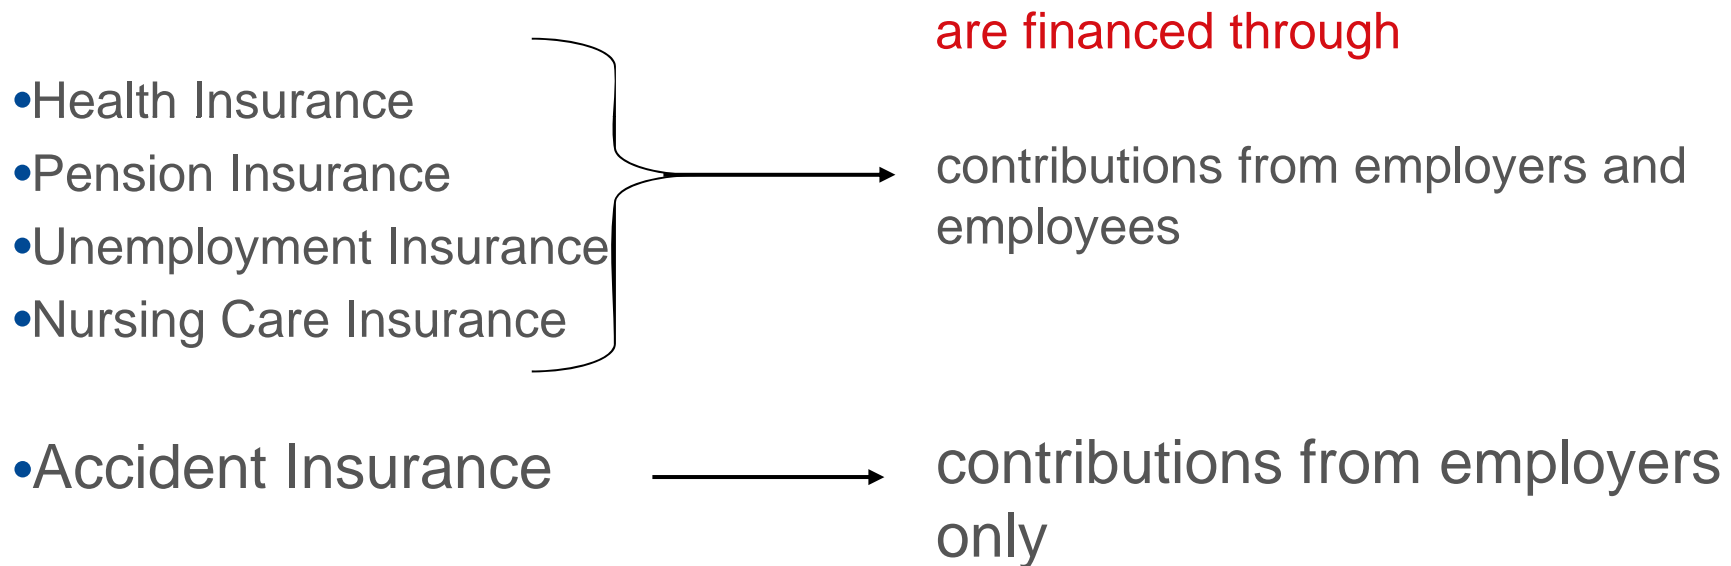 are financed through
•Health Insurance
•Pension Insurance
•Unemployment Insurance
•Nursing Care Insurance
contributions from employers and
employees
•Accident Insurance
contributions from employers
only